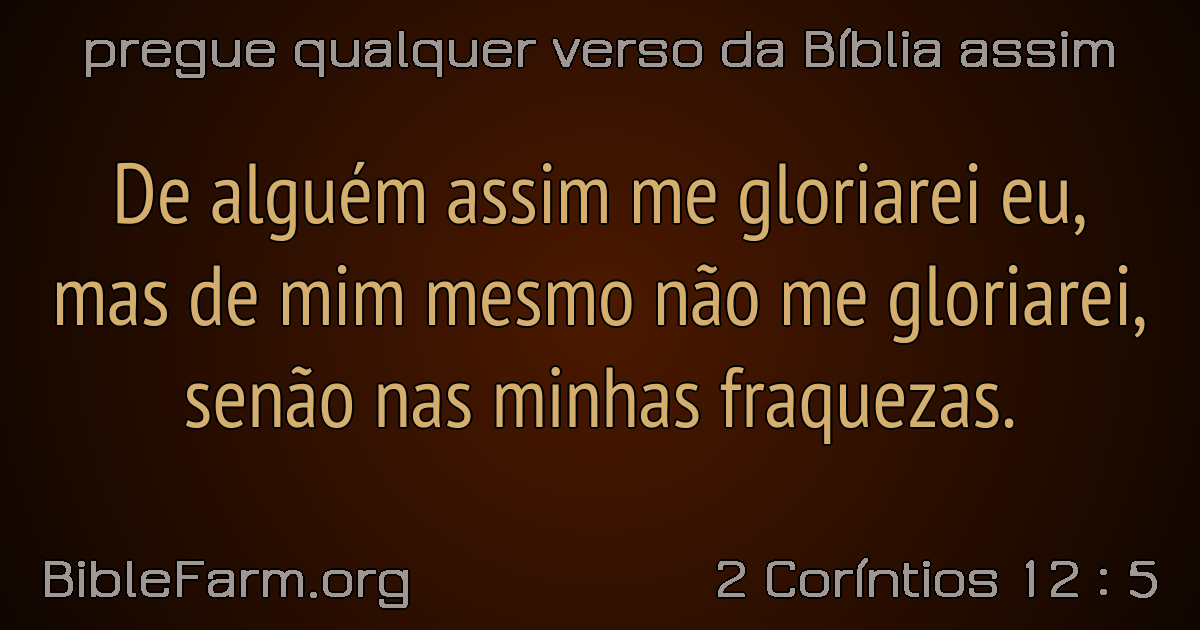 pregue qualquer verso da Bíblia assim
De alguém assim me gloriarei eu,
mas de mim mesmo não me gloriarei,
senão nas minhas fraquezas.
BibleFarm.org
2 Coríntios 12 : 5